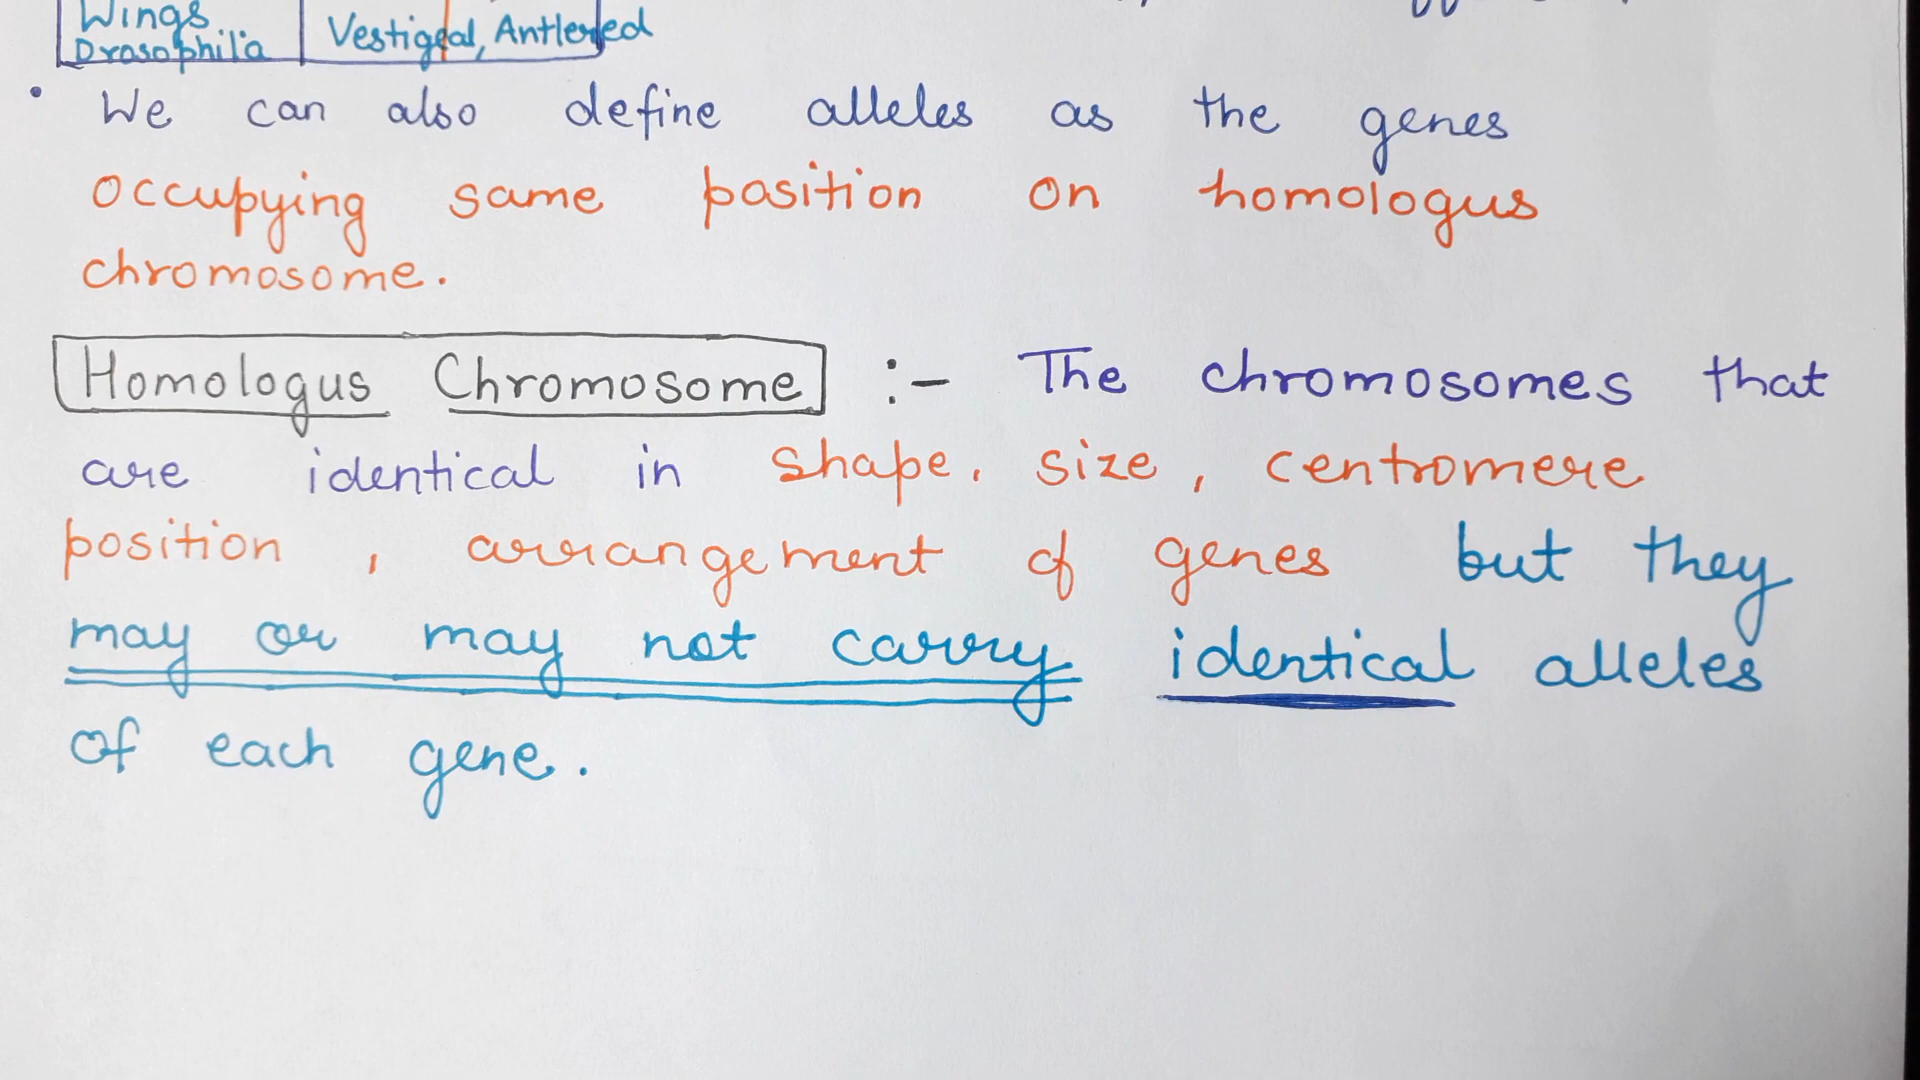 Wings
Drosophila
Vestigeal, Antlered
• We can also define alleles as the genes
occupying same position on homologus
chromosome.
Homologus Chromosome :- The chromosomes that
are identical in shape, size, centromere
position, arrangement of genes but they
may or may not carry identical alleles
of each gene.